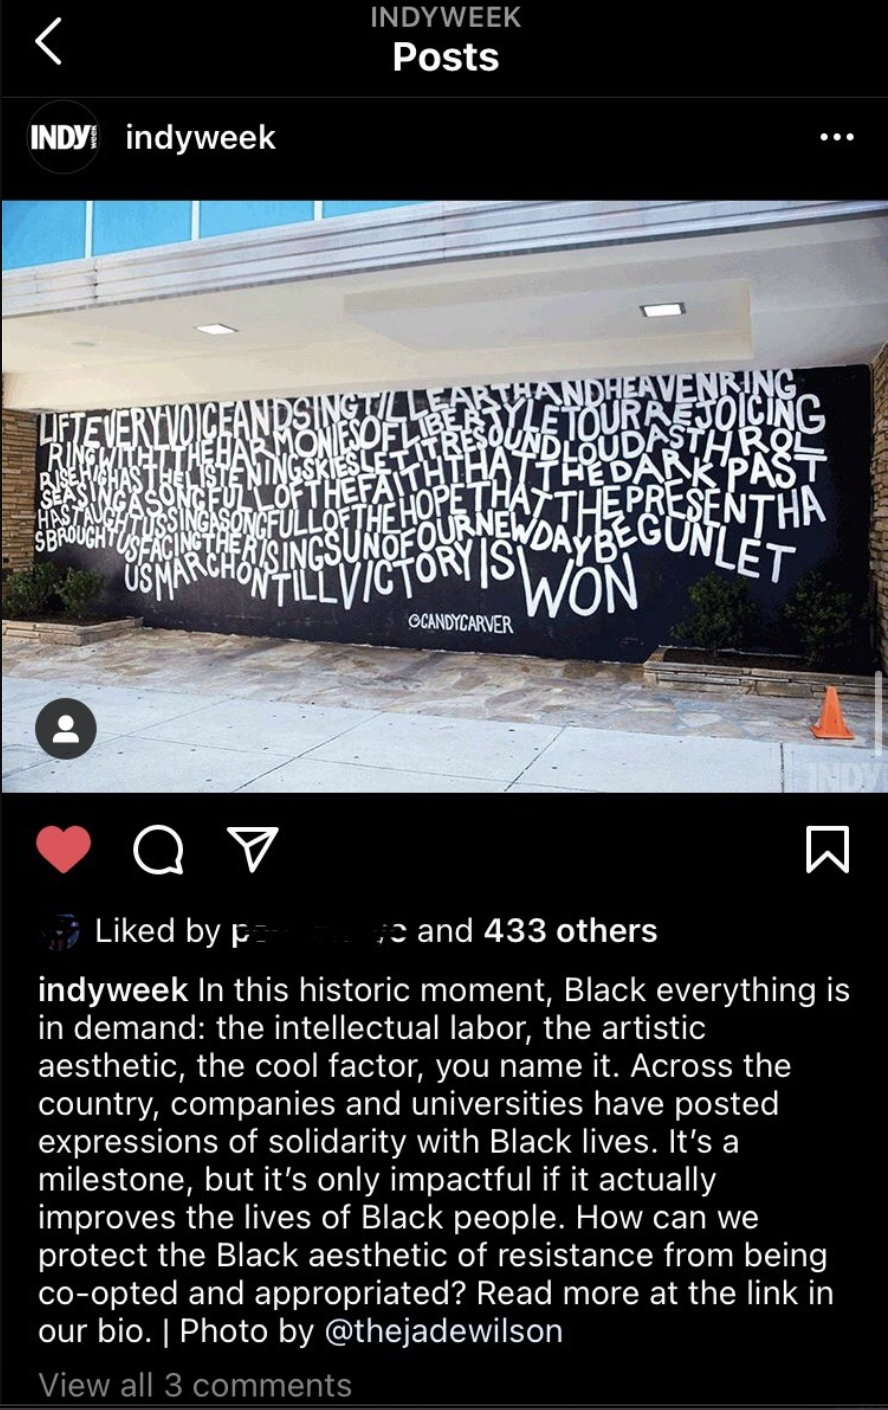 INDYWEEK
Posts
INDY week
indyweek
LIFTEVERYVOICEANDSINGTILLEARTHANDHEAVENRING
RINGWITHTHEHARMONIESOFLIBERTYLETOURREJOICING
RISEHIGHASTHELISTENINGSKIESLETITRESOUNDLOUDASTHROL
SEASINGASONGFULLOFTHEFAITHTHATTHEDARKPAST
HASTAUGHTUSSINGASONGFULLOFTHEHOPETHATTHEPRESENTHA
SBROUGHTUSFACINGTHERISINGSUNOFOURNEWDAYBEGUNLET
USMARCHONTILLVICTORYISWON
@CANDYCARVER
INDY
Liked by and 433 others
indyweek In this historic moment, Black everything is
in demand: the intellectual labor, the artistic
aesthetic, the cool factor, you name it. Across the
country, companies and universities have posted
expressions of solidarity with Black lives. It's a
milestone, but it's only impactful if it actually
improves the lives of Black people. How can we
protect the Black aesthetic of resistance from being
co-opted and appropriated? Read more at the link in
our bio. | Photo by @thejadewilson
View all 3 comments